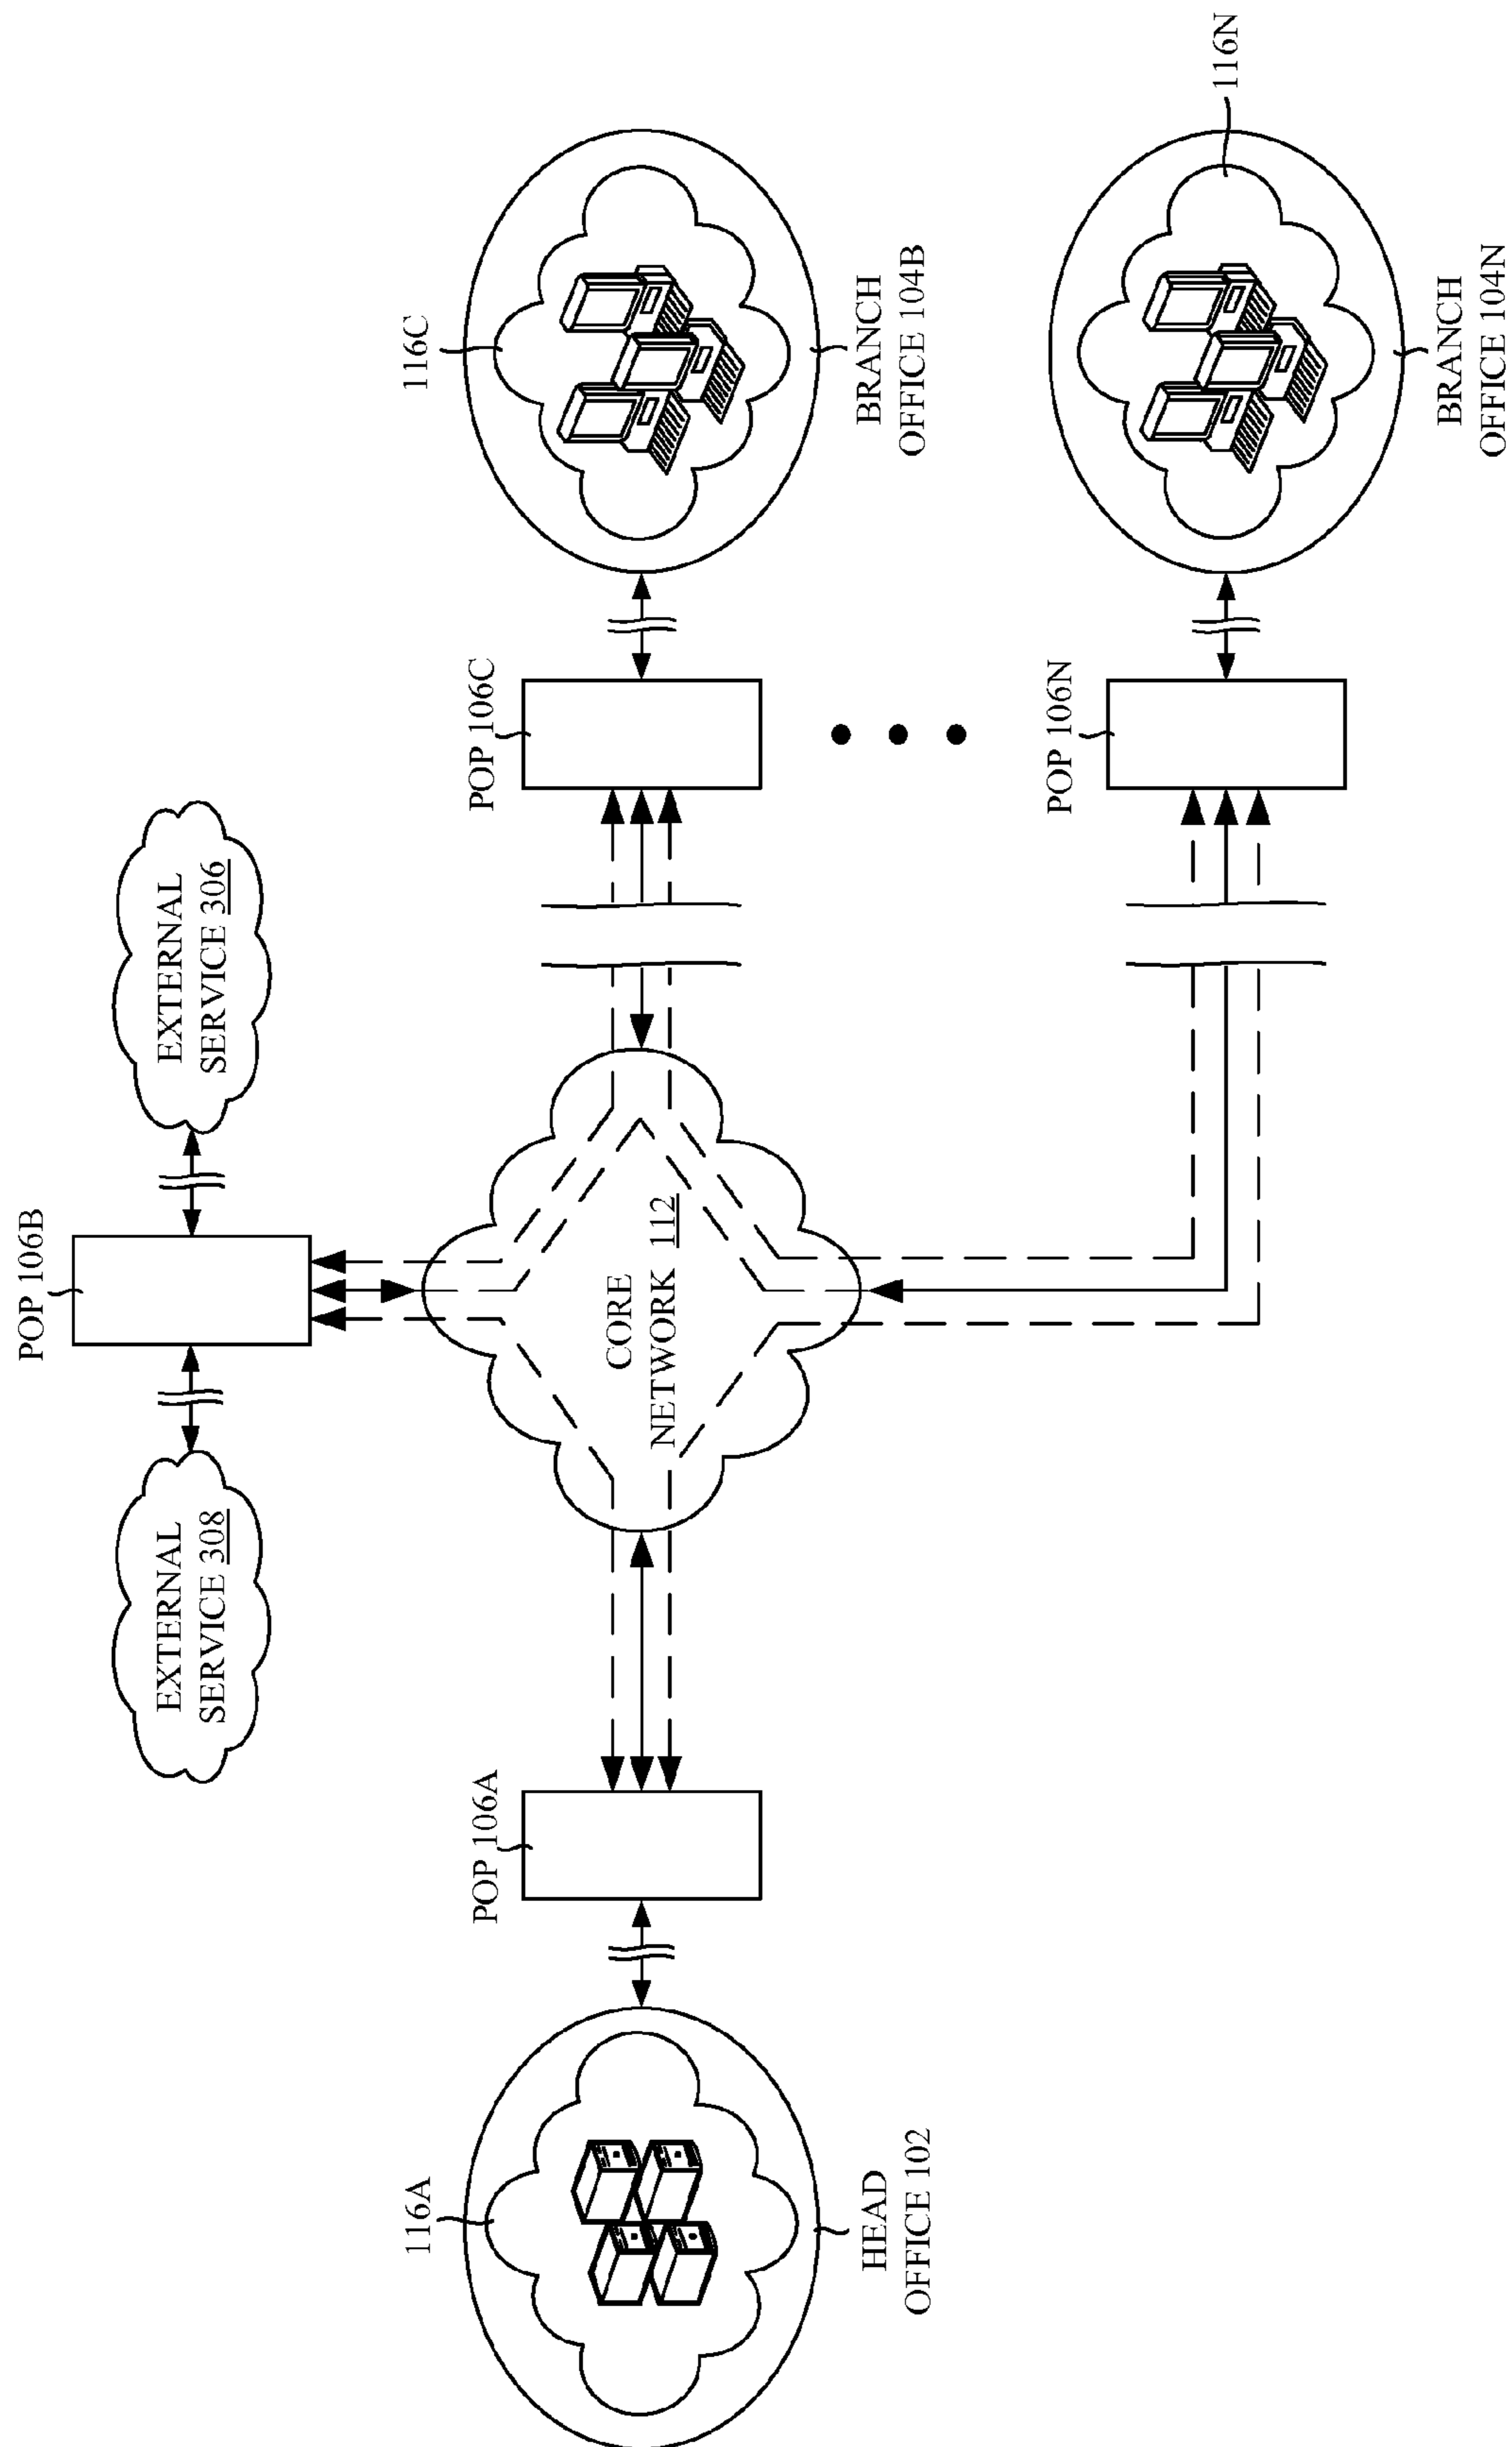 EXTERNAL
SERVICE 308
POP 106B
EXTERNAL
SERVICE 306
116A
POP 106A
CORE
NETWORK 112
POP 106C
116C
HEAD
OFFICE 102
BRANCH
OFFICE 104B
POP 106N
116N
BRANCH
OFFICE 104N